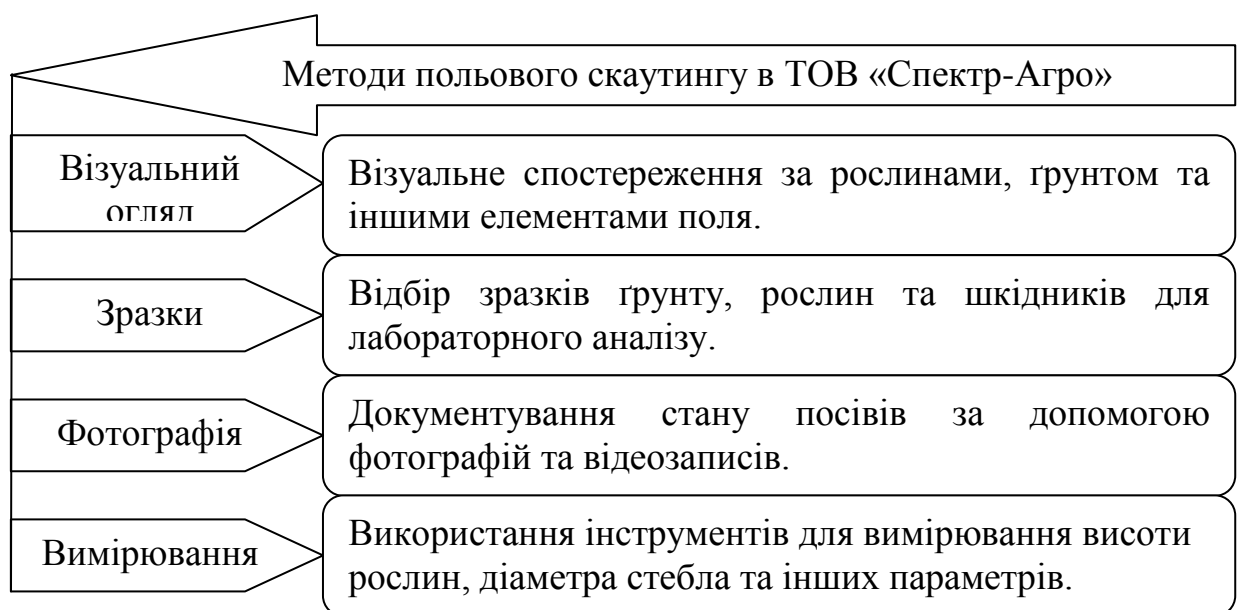 Методи польового скаутингу в ТОВ «Спектр-Агро»
Візуальний
огляд
Візуальне спостереження за рослинами, ґрунтом та
іншими елементами поля.
Зразки
Відбір зразків ґрунту, рослин та шкідників для
лабораторного аналізу.
Фотографія
Документування стану посівів за допомогою
фотографій та відеозаписів.
Вимірювання
Використання інструментів для вимірювання висоти
рослин, діаметра стебла та інших параметрів.